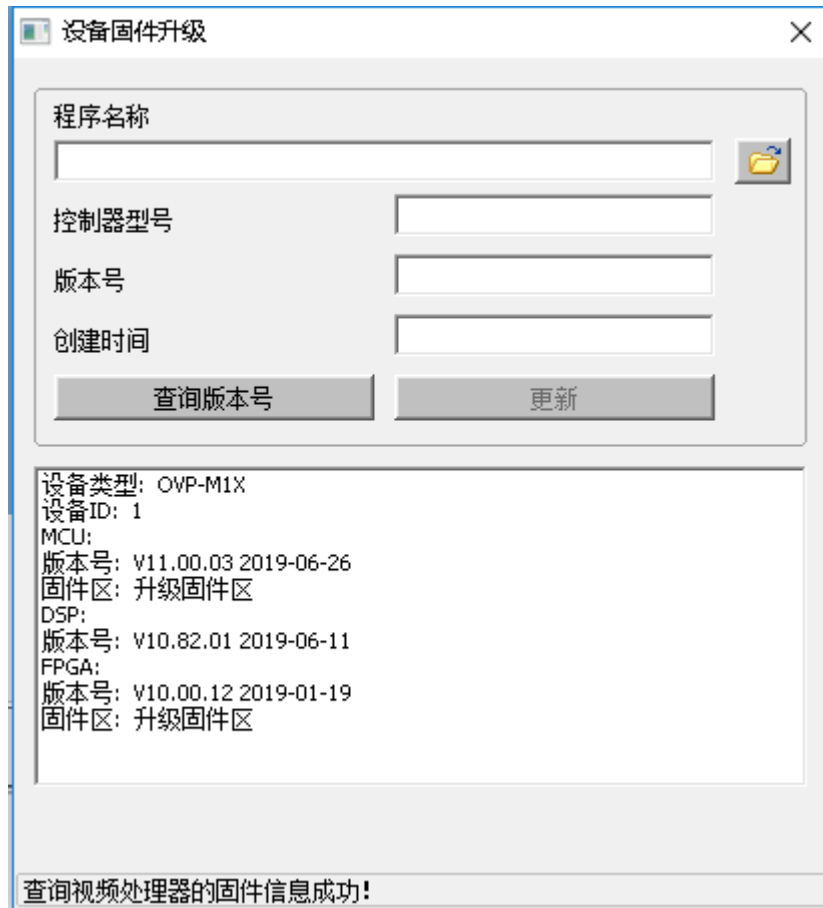 设备固件升级
程序名称
控制器型号
版本号
创建时间
查询版本号 更新
设备类型: OVP-M1X
设备ID: 1
MCU:
版本号: V11.00.03 2019-06-26
固件区: 升级固件区
DSP:
版本号: V10.82.01 2019-06-11
FPGA:
版本号: V10.00.12 2019-01-19
固件区: 升级固件区
查询视频处理器的固件信息成功!